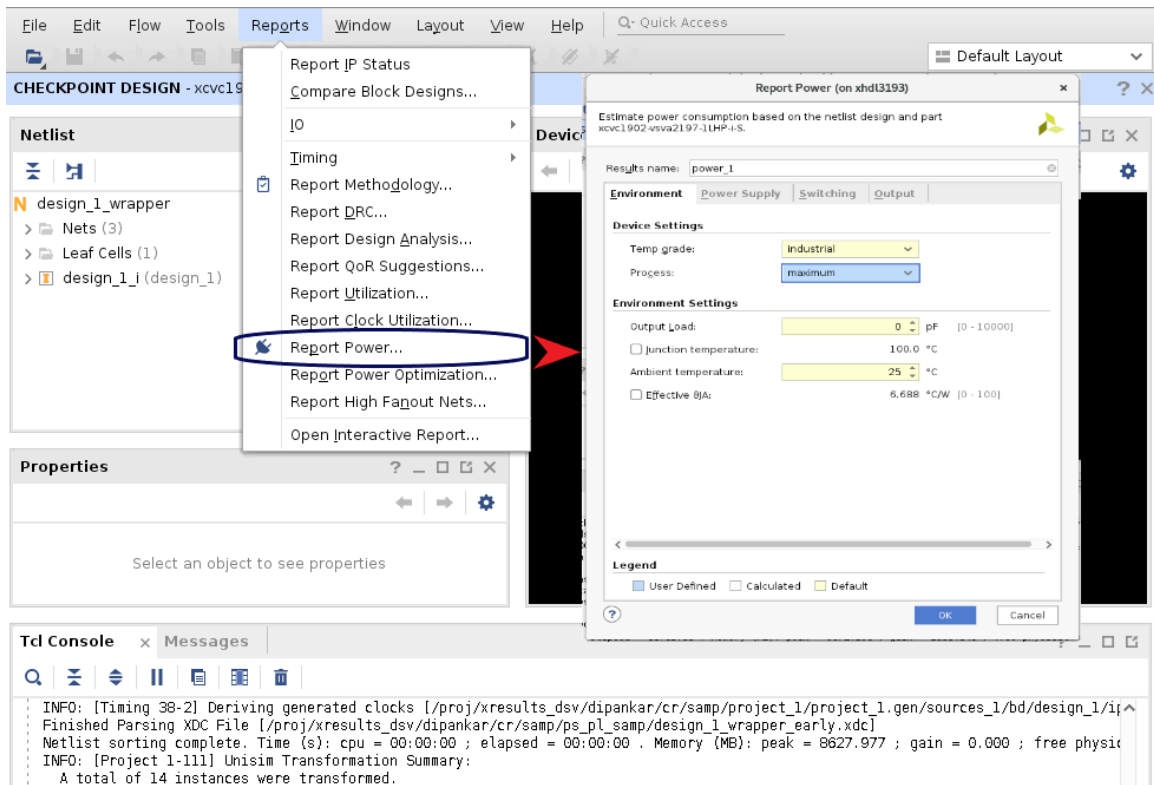 File Edit Flow Tools Reports Window Layout View Help Quick Access
Default Layout
CHECKPOINT DESIGN - xcvc19
Netlist
design_1_wrapper
Nets (3)
Leaf Cells (1)
design_1_i (design_1)
Report IP Status
Compare Block Designs...
IO
Timing
Report Methodology...
Report DRC...
Report Design Analysis...
Report QoR Suggestions...
Report Utilization...
Report Clock Utilization...
Report Power...
Report Power Optimization...
Report High Fanout Nets...
Open Interactive Report...
Device
Report Power (on xhdl3193)
Estimate power consumption based on the netlist design and part
xcvc1902-vsva2197-1LHP-i-S.
Results name: power_1
Environment Power Supply Switching Output
Device Settings
Temp grade: industrial
Process: maximum
Environment Settings
Output Load: 0 pF [0 - 10000]
Junction temperature: 100.0 °C
Ambient temperature: 25 °C
Effective θJA: 6.688 °C/W [0 - 100]
Legend
User Defined Calculated Default
OK Cancel
Properties
Select an object to see properties
Tcl Console Messages
INFO: [Timing 38-2] Deriving generated clocks [/proj/xresults_dsv/dipankar/cr/samp/project_1/project_1.gen/sources_1/bd/design_1/ip
Finished Parsing XDC File [/proj/xresults_dsv/dipankar/cr/samp/ps_pl_samp/design_1_wrapper_early.xdc]
Netlist sorting complete. Time (s): cpu = 00:00:00 ; elapsed = 00:00:00 . Memory (MB): peak = 8627.977 ; gain = 0.000 ; free physic
INFO: [Project 1-111] Unisim Transformation Summary:
A total of 14 instances were transformed.